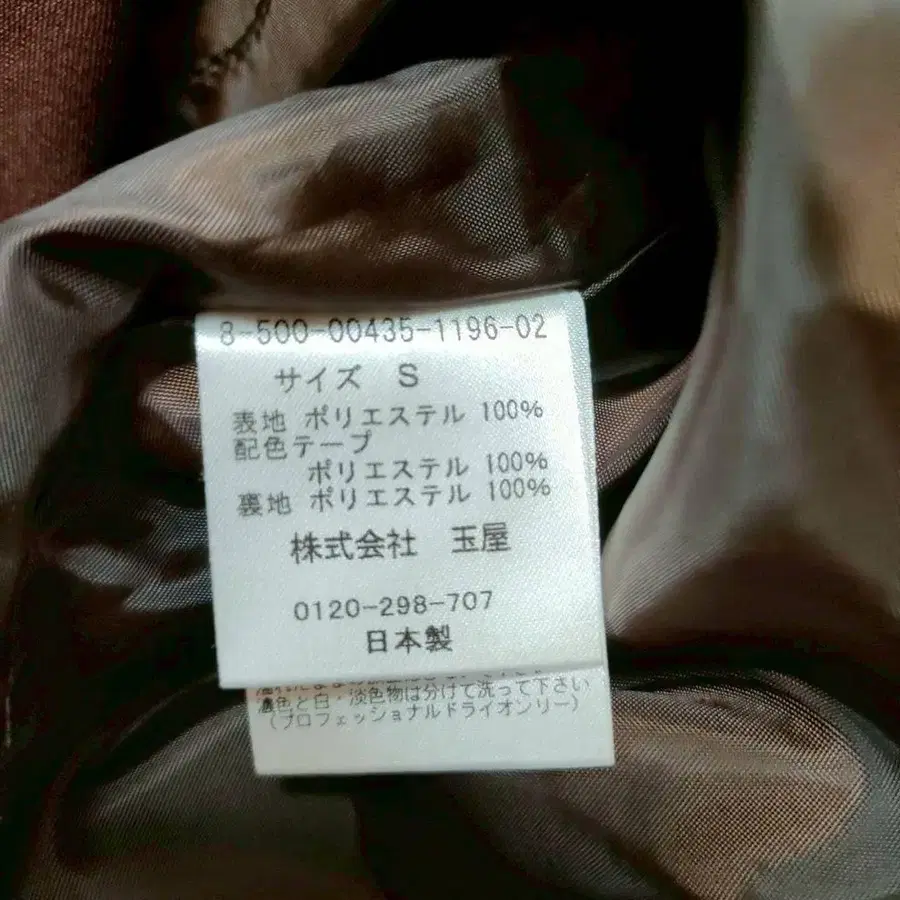 8-500-00435-1196-02
サイズ S
表地 ポリエステル 100%
配色テープ
ポリエステル 100%
裏地 ポリエステル 100%
株式会社 玉屋
0120-298-707
日本製
濃色と白・淡色物は分けて洗って下さい
(プロフェッショナルドライオンリー)